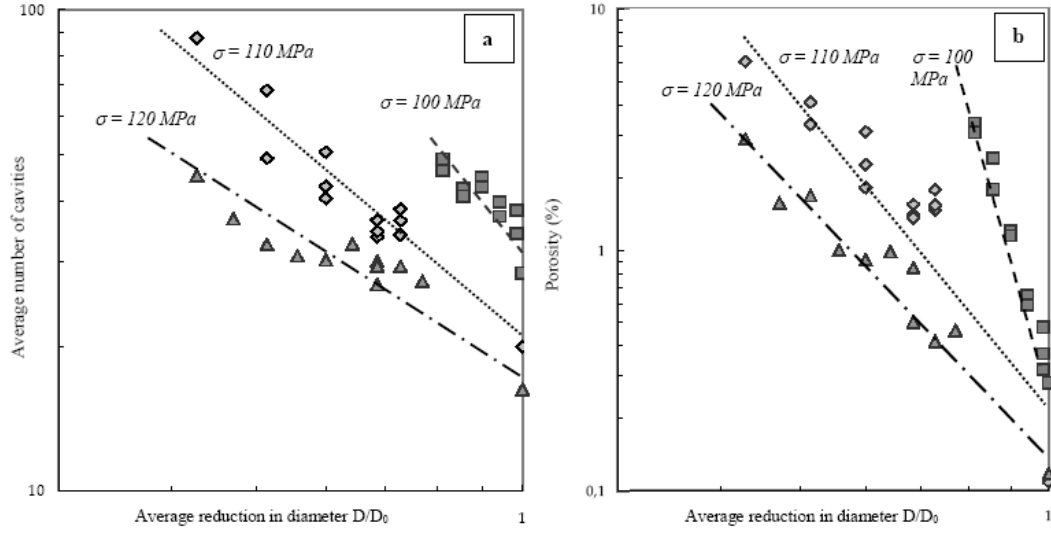 100
a
σ = 110 MPa
σ = 100 MPa
σ = 120 MPa
Average number of cavities
10
Average reduction in diameter D/D0
1
10
b
σ = 110 MPa
σ = 100
MPa
σ = 120 MPa
Porosity (%)
1
0,1
Average reduction in diameter D/D0
1